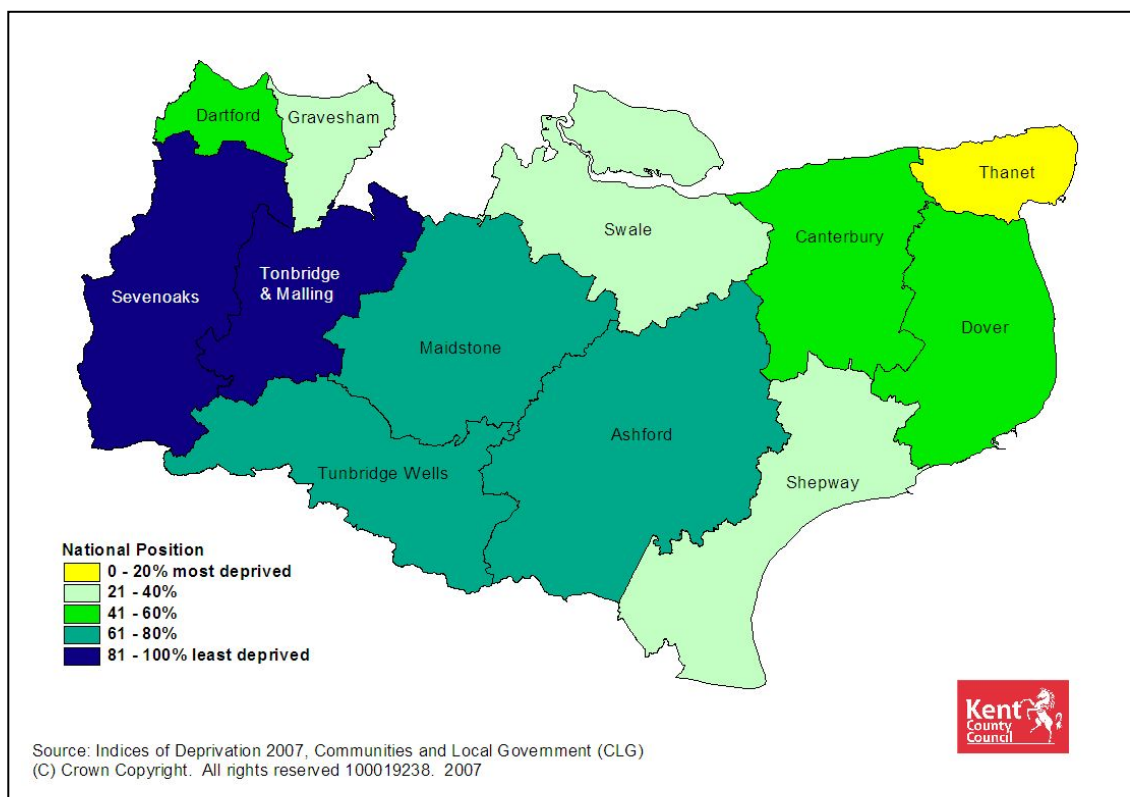 Dartford
Gravesham
Thanet
Swale
Canterbury
Tonbridge
& Malling
Sevenoaks
Dover
Maidstone
Ashford
Tunbridge Wells
Shepway
National Position
0 - 20% most deprived
21 - 40%
41 - 60%
61 - 80%
81 - 100% least deprived
Kent
County
Council
Source: Indices of Deprivation 2007, Communities and Local Government (CLG)
(C) Crown Copyright. All rights reserved 100019238. 2007